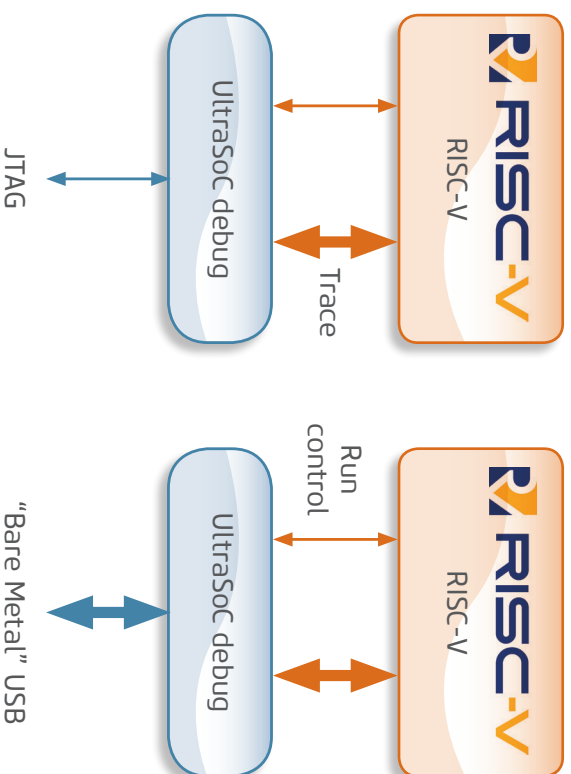 RISC-V
RISC-V
Trace
UltraSoC debug
JTAG
RISC-V
RISC-V
Run
control
UltraSoC debug
“Bare Metal” USB